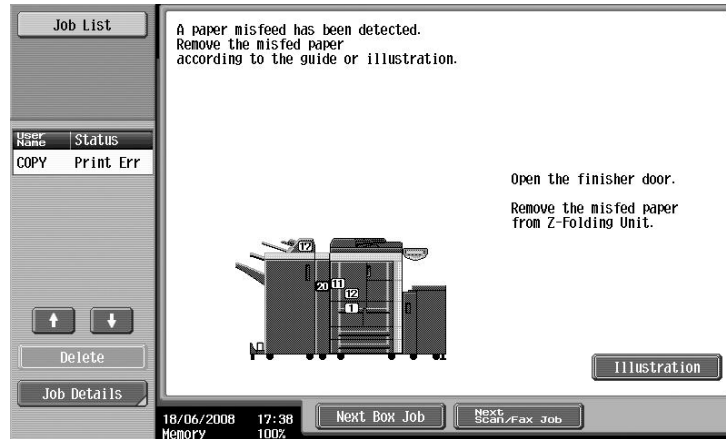 Job List
A paper misfeed has been detected.
Remove the misfed paper
according to the guide or illustration.
User Name Status
COPY Print Err
Open the finisher door.
Remove the misfed paper
from Z-Folding Unit.
17
20 11
12
1
Delete
Illustration
Job Details
18/06/2008 17:38
Memory 100%
Next Box Job
Next
Scan/Fax Job